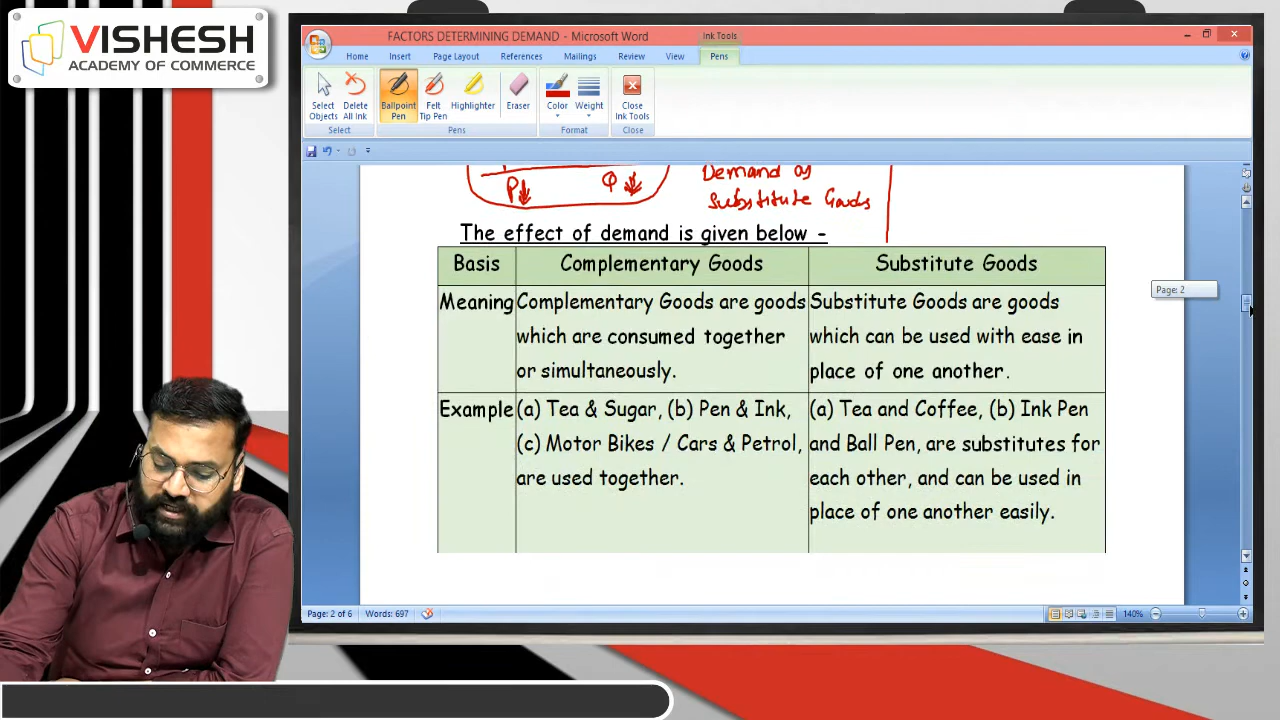 VISHESH
ACADEMY OF COMMERCE
FACTORS DETERMINING DEMAND - Microsoft Word
Ink Tools
Home Insert Page Layout References Mailings Review View Pens
Select Objects
Delete All Ink
Ballpoint Pen
Felt Tip Pen
Highlighter
Eraser
Color
Weight
Close Ink Tools
Select Pens Format Close
P Q
Demand of
Substitute Goods
The effect of demand is given below -
Basis Complementary Goods Substitute Goods
Meaning
Complementary Goods are goods
which are consumed together
or simultaneously.
Substitute Goods are goods
which can be used with ease in
place of one another.
Example
(a) Tea & Sugar, (b) Pen & Ink,
(c) Motor Bikes / Cars & Petrol,
are used together.
(a) Tea and Coffee, (b) Ink Pen
and Ball Pen, are substitutes for
each other, and can be used in
place of one another easily.
Page: 2
Page: 2 of 6 Words: 697 140%